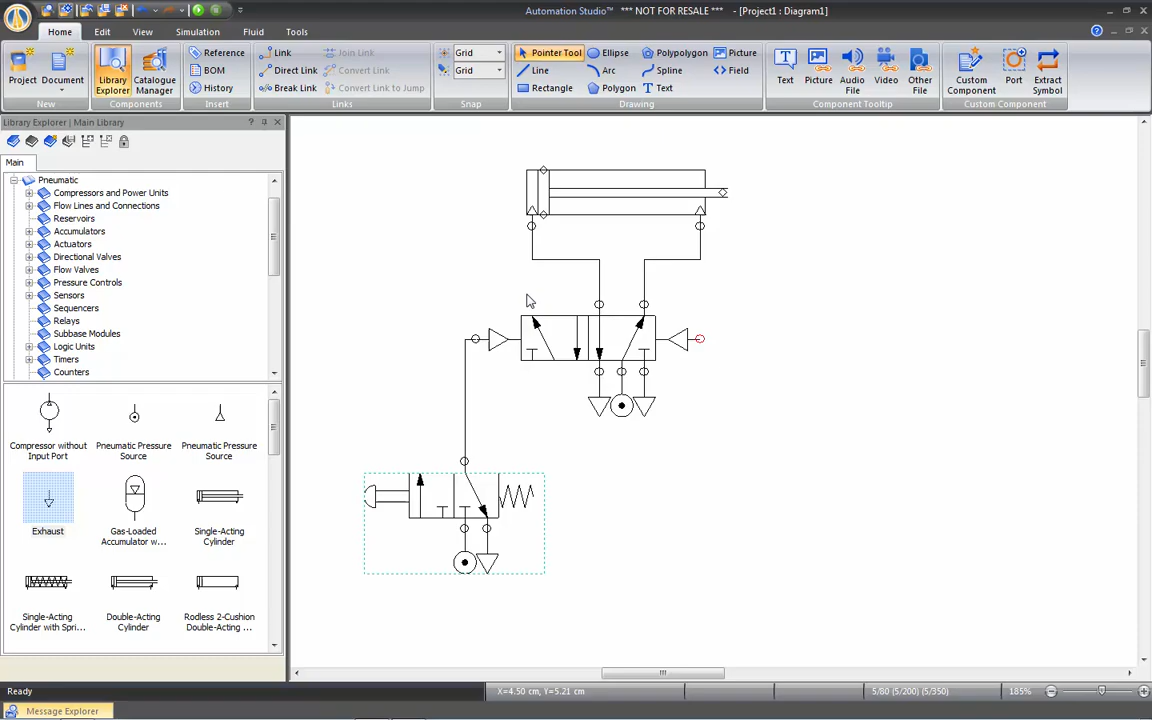 Automation Studio™ *** NOT FOR RESALE *** - [Project1 : Diagram1]
Home Edit View Simulation Fluid Tools
Project Document Library Explorer Catalogue Manager Reference BOM History Link Direct Link Break Link Join Link Convert Link Convert Link to Jump Grid Grid Pointer Tool Line Rectangle Ellipse Arc Polygon Polypolygon Spline Text Picture Field Text Picture Audio File Video Other File Custom Component Port Extract Symbol
New Components Insert Links Snap Drawing Component Tooltip Custom Component
Library Explorer | Main Library
Main
Pneumatic
Compressors and Power Units
Flow Lines and Connections
Reservoirs
Accumulators
Actuators
Directional Valves
Flow Valves
Pressure Controls
Sensors
Sequencers
Relays
Subbase Modules
Logic Units
Timers
Counters
Compressor without Input Port
Pneumatic Pressure Source
Pneumatic Pressure Source
Exhaust
Gas-Loaded Accumulator w...
Single-Acting Cylinder
Single-Acting Cylinder with Spri...
Double-Acting Cylinder
Rodless 2-Cushion Double-Acting ...
Ready X=4.50 cm, Y=5.21 cm 5/80 (5/200) (5/350) 185%
Message Explorer